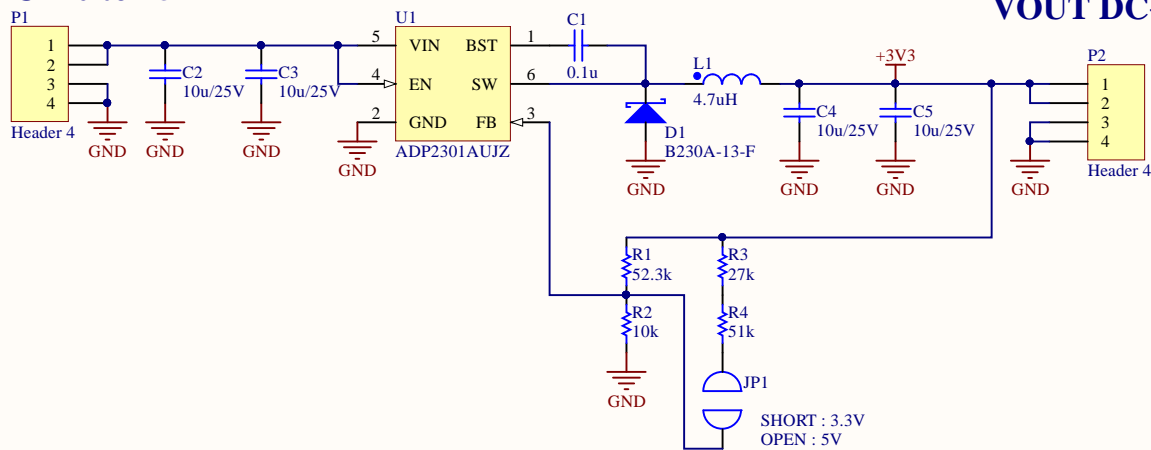 VOUT DC
P1
1
2
3
4
Header 4
GND
C2
10u/25V
GND
C3
10u/25V
GND
U1
5 VIN BST 1
4 EN SW 6
2 GND FB 3
ADP2301AUJZ
GND
C1
0.1u
D1
B230A-13-F
GND
L1
4.7uH
C4
10u/25V
GND
+3V3
C5
10u/25V
GND
P2
1
2
3
4
Header 4
GND
R1
52.3k
R2
10k
GND
R3
27k
R4
51k
JP1
SHORT : 3.3V
OPEN : 5V